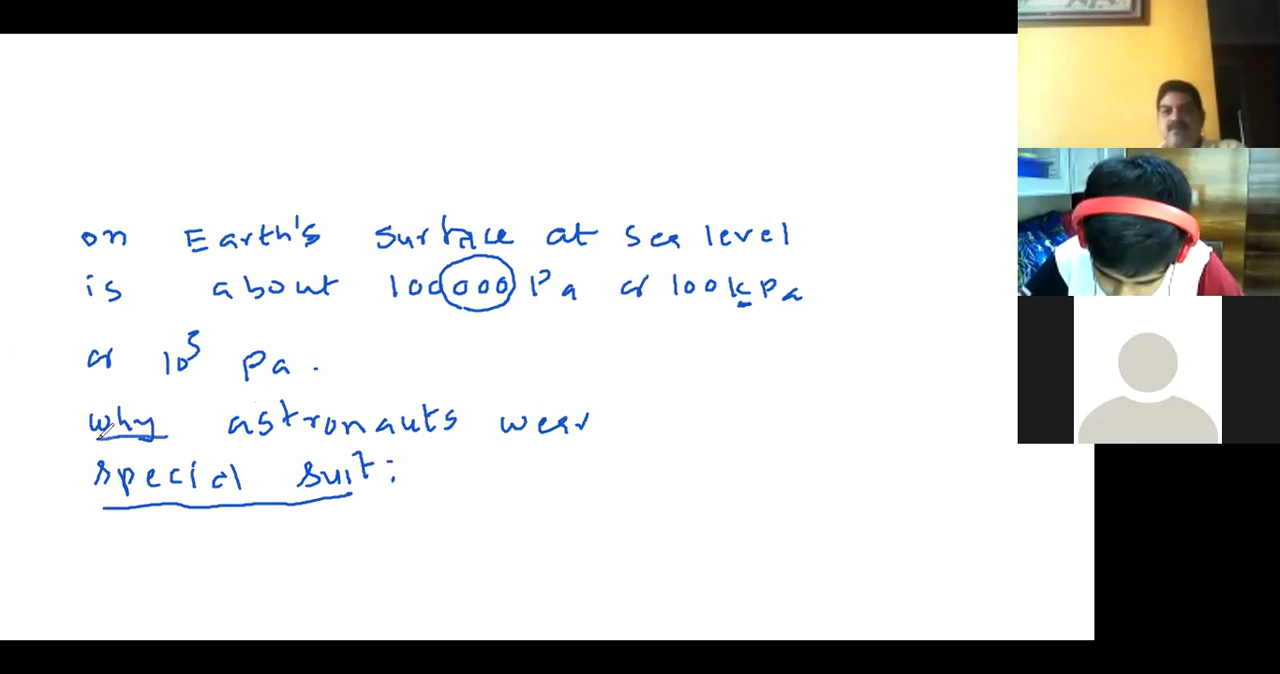 on Earth's surface at sea level
is about 100000 Pa or 100kPa
or 10⁵ Pa.
why astronauts wear
special suit: